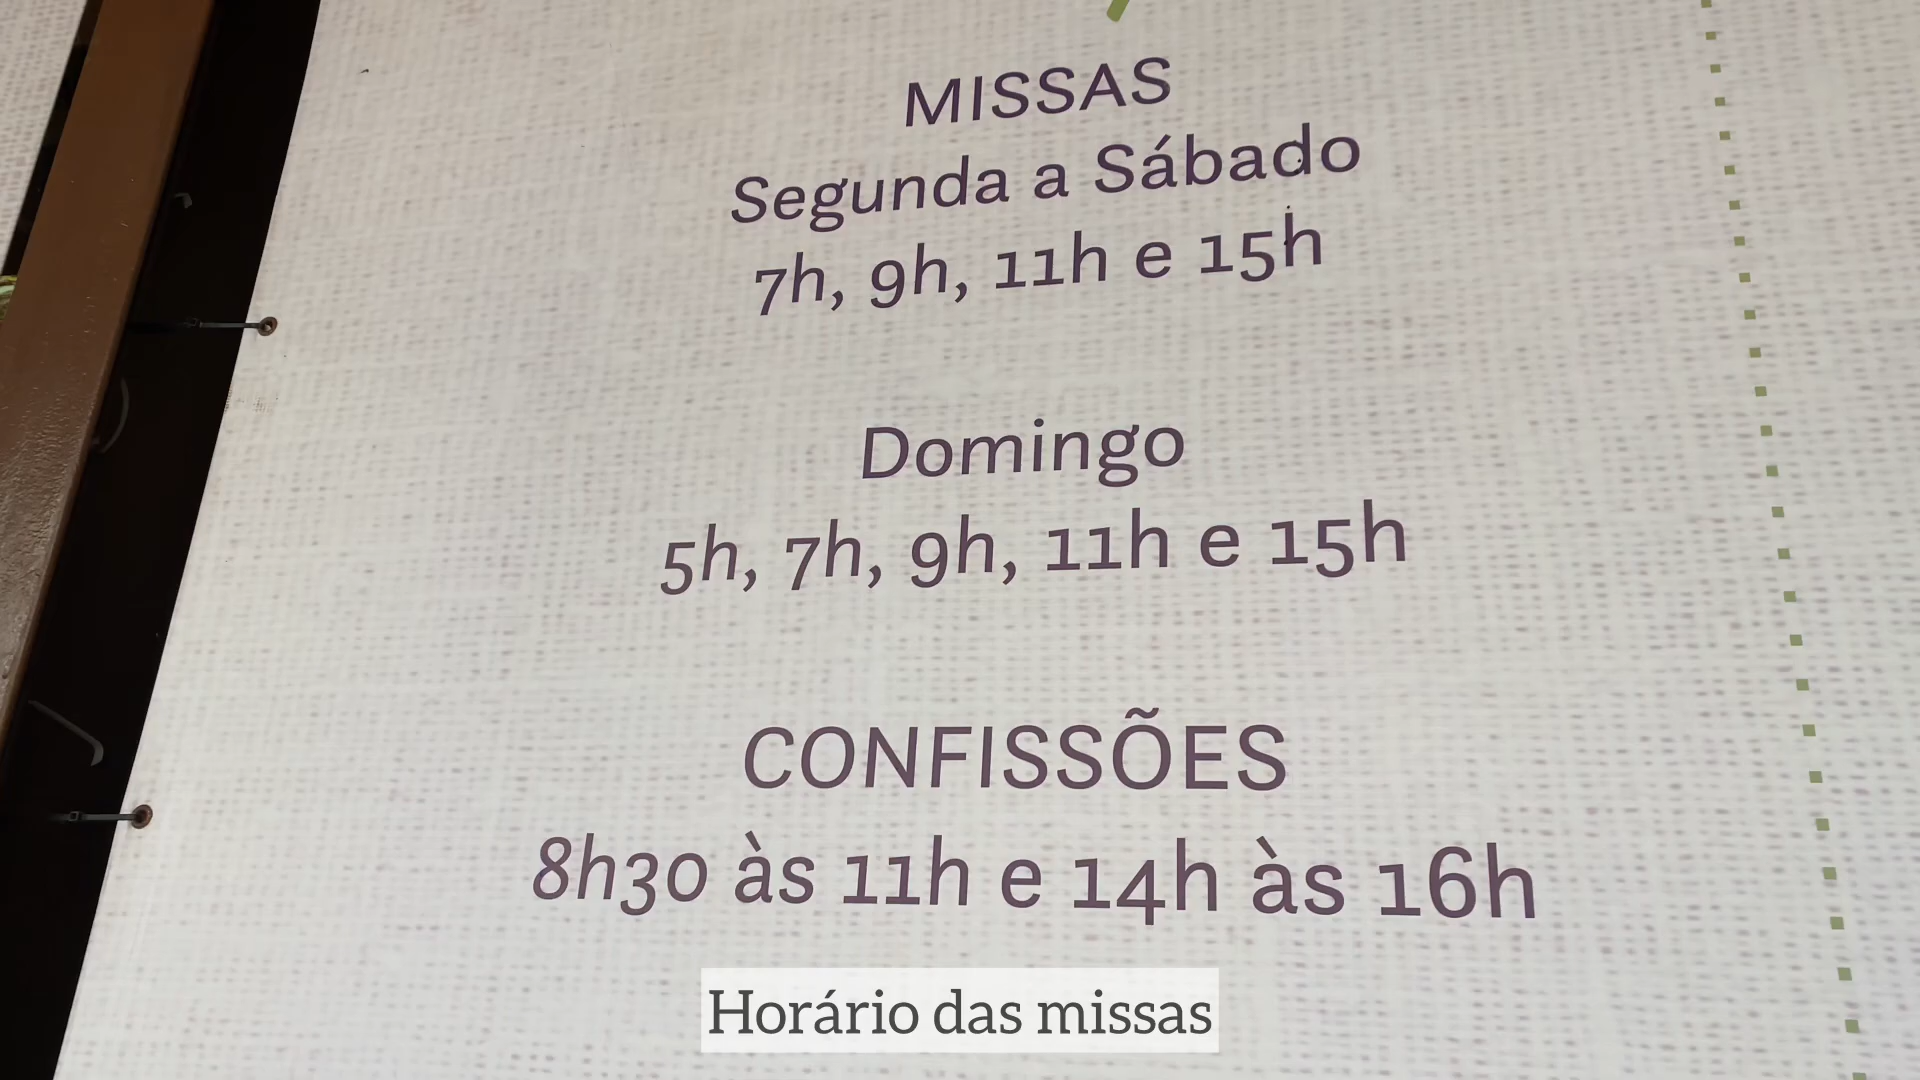 MISSAS
Segunda a Sábado
7h, 9h, 11h e 15h
Domingo
5h, 7h, 9h, 11h e 15h
CONFISSÕES
8h30 às 11h e 14h às 16h
Horário das missas